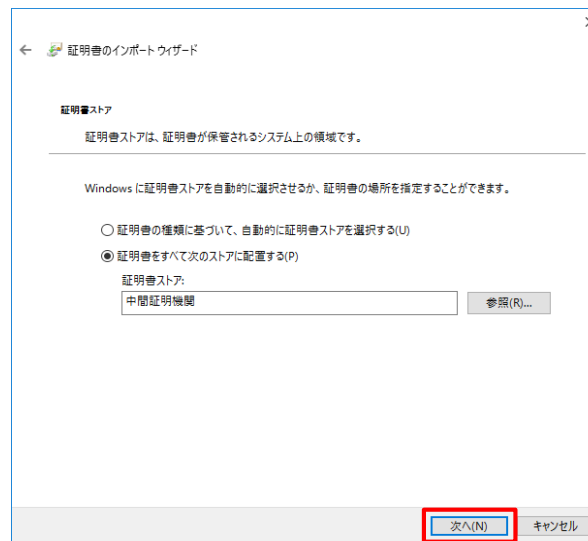 証明書のインポート ウィザード
証明書ストア
証明書ストアは、証明書が保管されるシステム上の領域です。
Windows に証明書ストアを自動的に選択させるか、証明書の場所を指定することができます。
証明書の種類に基づいて、自動的に証明書ストアを選択する(U)
証明書をすべて次のストアに配置する(P)
証明書ストア:
中間証明機関
参照(R)...
次へ(N)
キャンセル